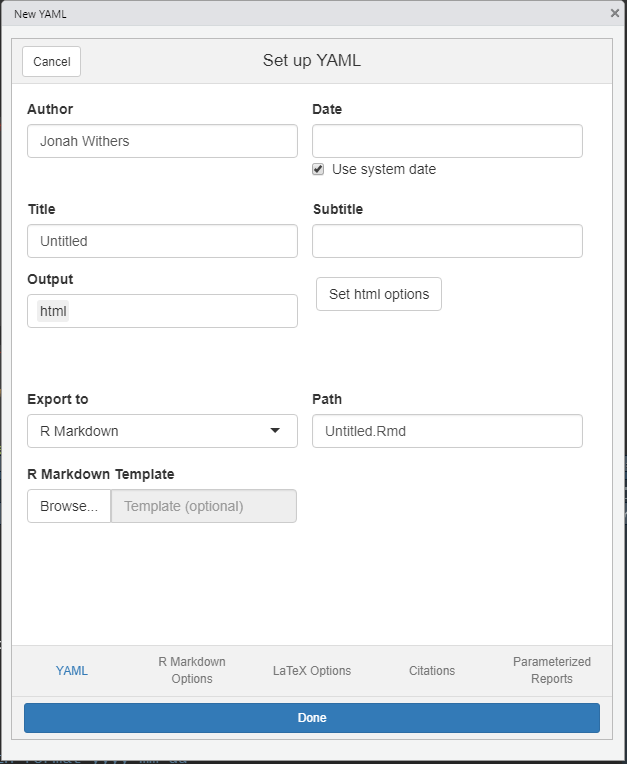 New YAML
Cancel
Set up YAML
Author
Date
Jonah Withers
Use system date
Title
Subtitle
Untitled
Output
html
Set html options
Export to
Path
R Markdown
Untitled.Rmd
R Markdown Template
Browse...
Template (optional)
YAML
R Markdown
Options
LaTeX Options
Citations
Parameterized
Reports
Done